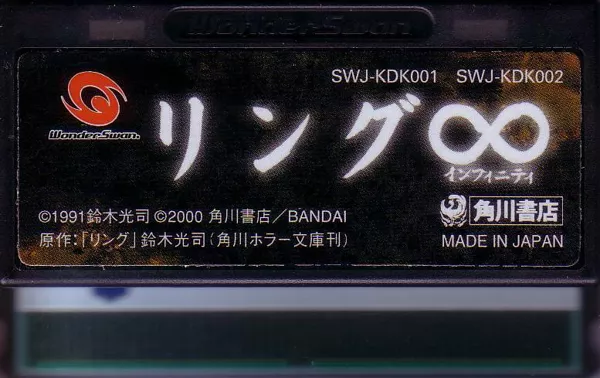 WonderSwan
SWJ-KDK001 SWJ-KDK002
WonderSwan.
リング∞
インフィニティ
©1991鈴木光司 ©2000 角川書店／BANDAI
角川書店
原作:「リング」鈴木光司(角川ホラー文庫刊)
MADE IN JAPAN
WonderSwan